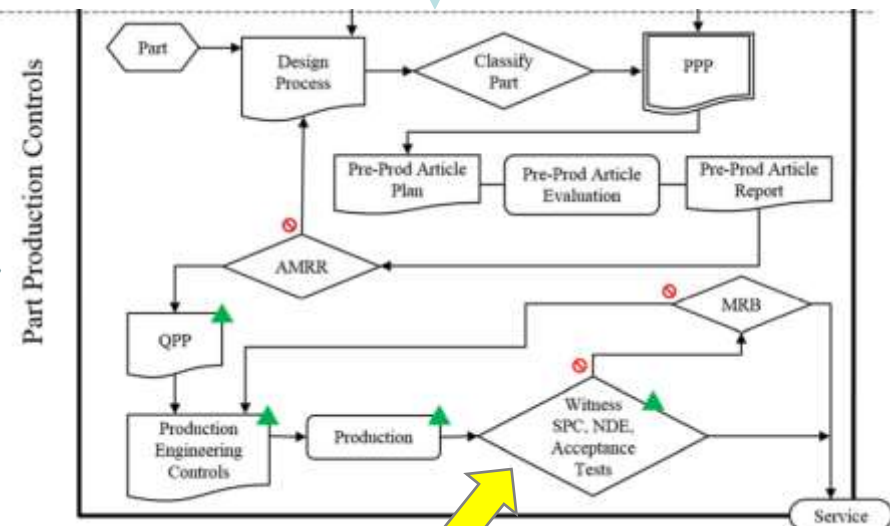 Part Production Controls
Part
Design
Process
Classify
Part
PPP
Pre-Prod Article
Plan
Pre-Prod Article
Evaluation
Pre-Prod Article
Report
AMRR
MRB
QPP
Production
Engineering
Controls
Production
Witness
SPC, NDE,
Acceptance
Tests
Service